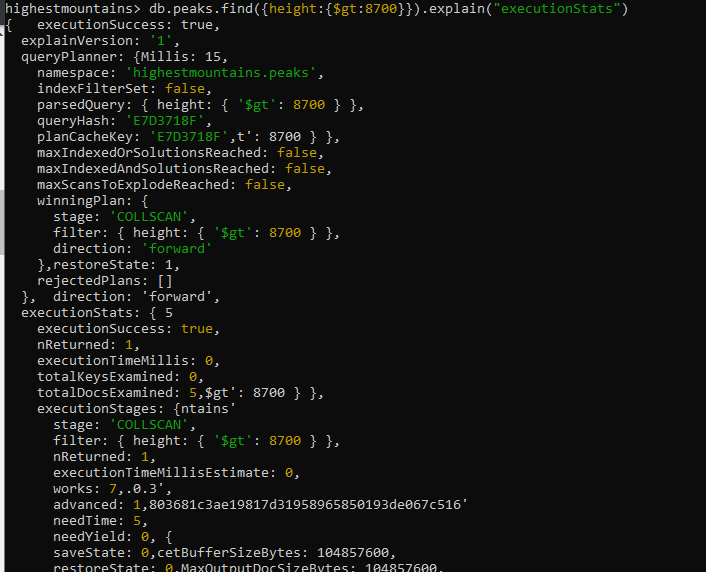 highestmountains> db.peaks.find({height:{$gt:8700}}).explain("executionStats")
{   executionSuccess: true,
  explainVersion: '1',
  queryPlanner: {Millis: 15,
    namespace: 'highestmountains.peaks',
    indexFilterSet: false,
    parsedQuery: { height: { '$gt': 8700 } },
    queryHash: 'E7D3718F',
    planCacheKey: 'E7D3718F',t': 8700 } },
    maxIndexedOrSolutionsReached: false,
    maxIndexedAndSolutionsReached: false,
    maxScansToExplodeReached: false,
    winningPlan: {
      stage: 'COLLSCAN',
      filter: { height: { '$gt': 8700 } },
      direction: 'forward'
    },restoreState: 1,
    rejectedPlans: []
  },  direction: 'forward',
  executionStats: { 5
    executionSuccess: true,
    nReturned: 1,
    executionTimeMillis: 0,
    totalKeysExamined: 0,
    totalDocsExamined: 5,$gt': 8700 } },
    executionStages: {ntains'
      stage: 'COLLSCAN',
      filter: { height: { '$gt': 8700 } },
      nReturned: 1,
      executionTimeMillisEstimate: 0,
      works: 7,.0.3',
      advanced: 1,803681c3ae19817d31958965850193de067c516'
      needTime: 5,
      needYield: 0, {
      saveState: 0,cetBufferSizeBytes: 104857600,
      restoreState: 0,MaxOutputDocSizeBytes: 104857600,